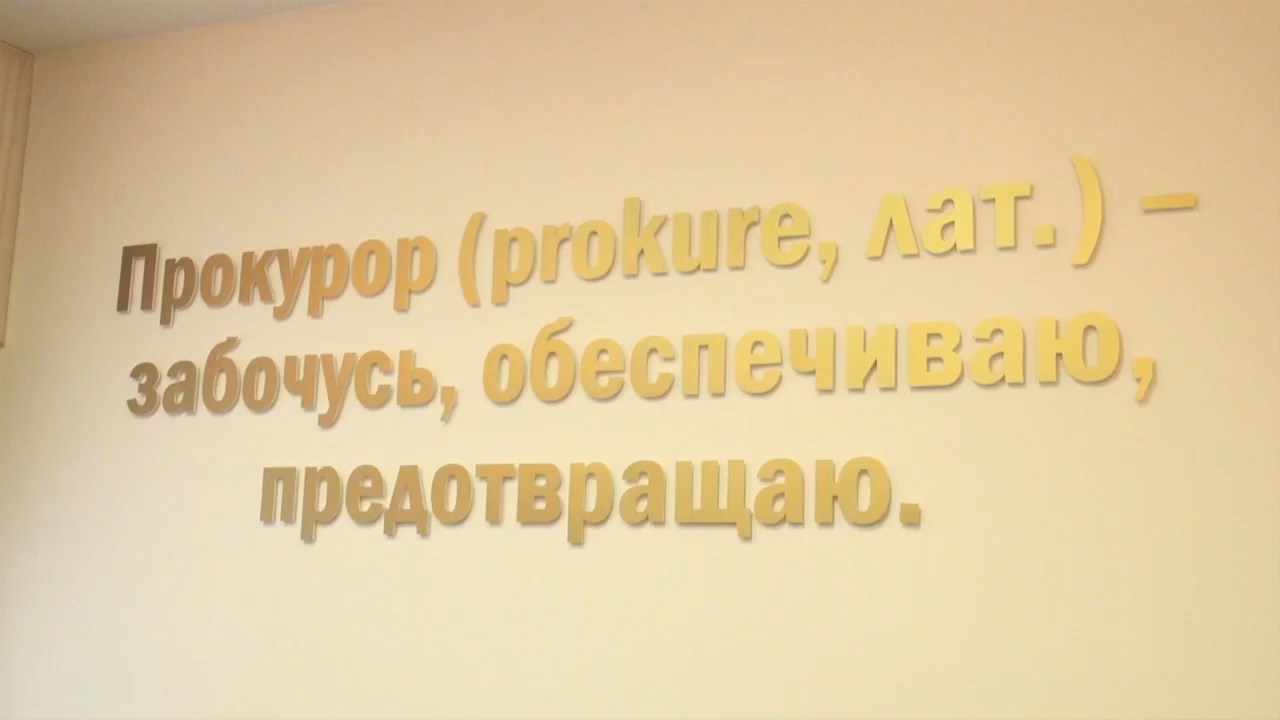 Прокурор (prokure, лат.) –
забочусь, обеспечиваю,
предотвращаю.